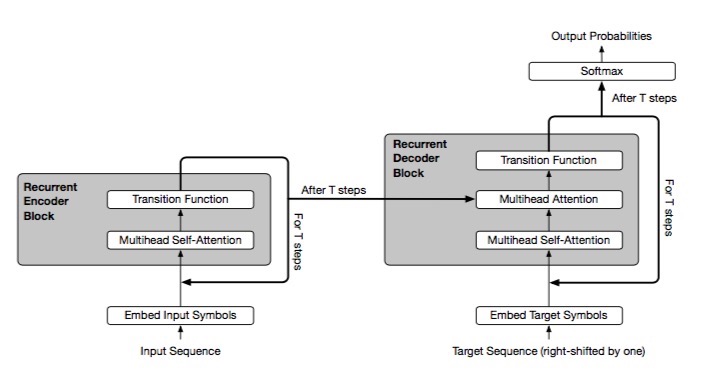 Output Probabilities
Softmax
After T steps
Recurrent
Decoder
Block
Transition Function
Multihead Attention
Multihead Self-Attention
For T steps
Embed Target Symbols
Target Sequence (right-shifted by one)
After T steps
Recurrent
Encoder
Block
Transition Function
Multihead Self-Attention
For T steps
Embed Input Symbols
Input Sequence